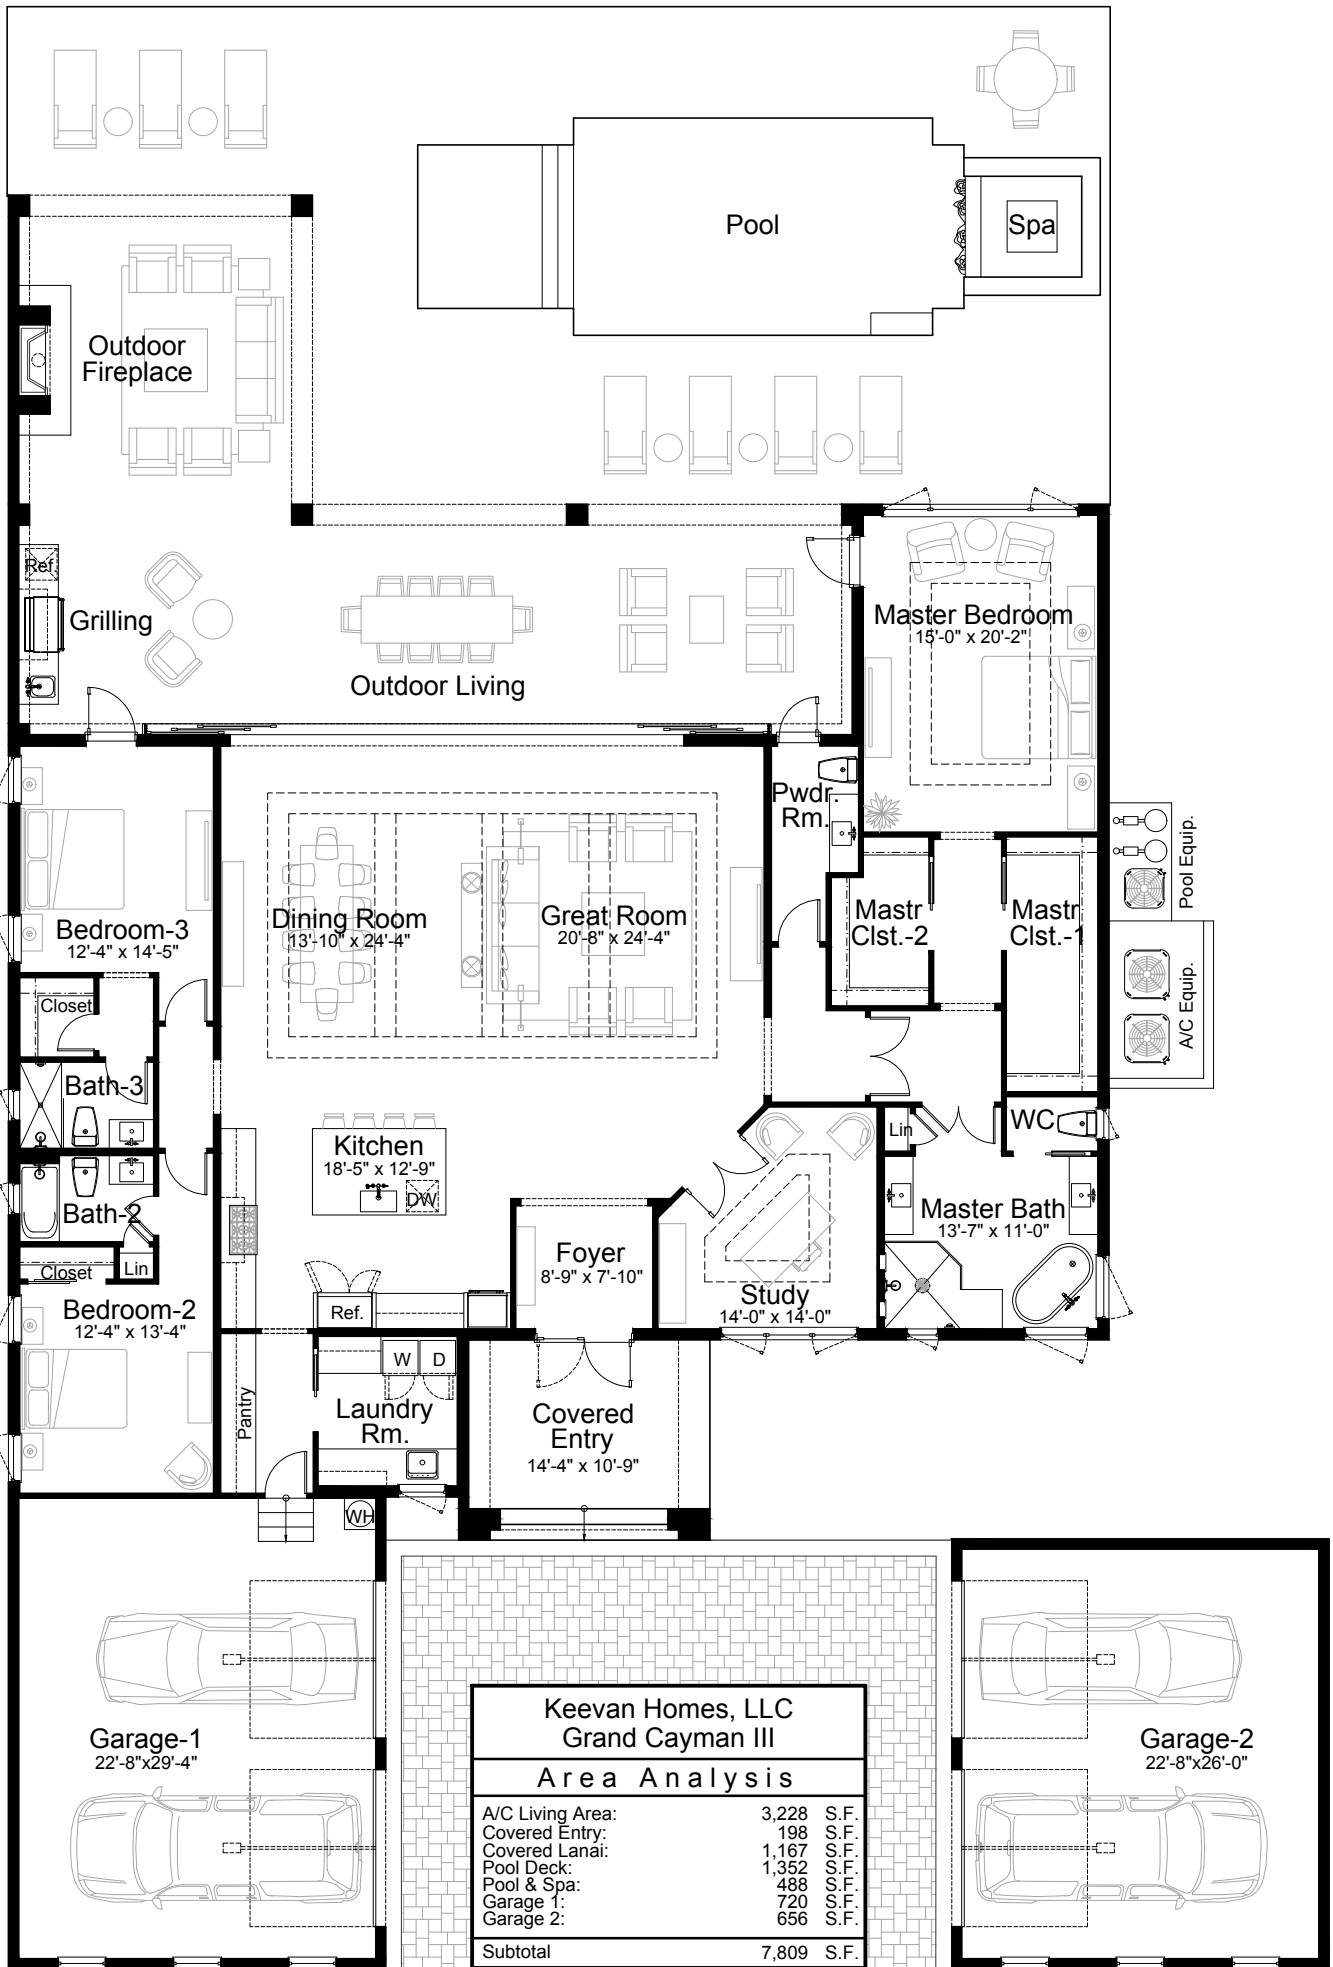 Pool
Spa
Outdoor
Fireplace
Ref.
Grilling
Outdoor Living
Master Bedroom
15'-0" x 20'-2"
Pwdr.
Rm.
Pool Equip.
Bedroom-3
12'-4" x 14'-5"
Dining Room
13'-10" x 24'-4"
Great Room
20'-8" x 24'-4"
Mastr
Clst.-2
Mastr
Clst.-1
A/C Equip.
Closet
Bath-3
Kitchen
18'-5" x 12'-9"
DW
Lin
WC
Bath-2
Master Bath
13'-7" x 11'-0"
Foyer
8'-9" x 7'-10"
Closet
Lin
Study
14'-0" x 14'-0"
Bedroom-2
12'-4" x 13'-4"
Ref.
W
D
Pantry
Laundry
Rm.
Covered
Entry
14'-4" x 10'-9"
WH
Garage-1
22'-8"x29'-4"
Garage-2
22'-8"x26'-0"
Keevan Homes, LLC
Grand Cayman III
Area Analysis
A/C Living Area: 3,228 S.F.
Covered Entry: 198 S.F.
Covered Lanai: 1,167 S.F.
Pool Deck: 1,352 S.F.
Pool & Spa: 488 S.F.
Garage 1: 720 S.F.
Garage 2: 656 S.F.
Subtotal 7,809 S.F.